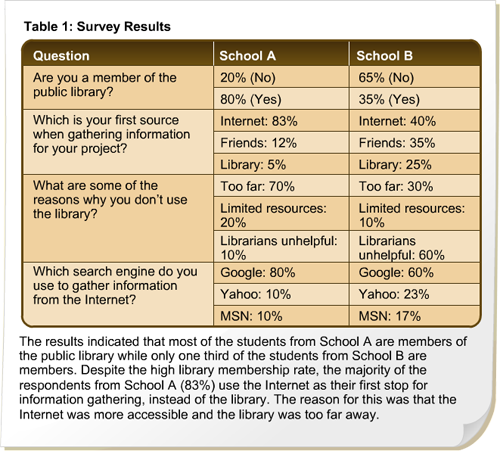 Table 1: Survey Results
Question School A School B
Are you a member of the 20% (No) 65% (No)
public library? 80% (Yes) 35% (Yes)
Which is your first source Internet: 83% Internet: 40%
when gathering information Friends: 12% Friends: 35%
for your project? Library: 5% Library: 25%
What are some of the Too far: 70% Too far: 30%
reasons why you don't use Limited resources: Limited resources:
the library? 20% 10%
Librarians unhelpful: Librarians
10% unhelpful: 60%
Which search engine do you Google: 80% Google: 60%
use to gather information Yahoo: 10% Yahoo: 23%
from the Internet? MSN: 10% MSN: 17%
The results indicated that most of the students from School A are members of
the public library while only one third of the students from School B are
members. Despite the high library membership rate, the majority of the
respondents from School A (83%) use the Internet as their first stop for
information gathering, instead of the library. The reason for this was that the
Internet was more accessible and the library was too far away.